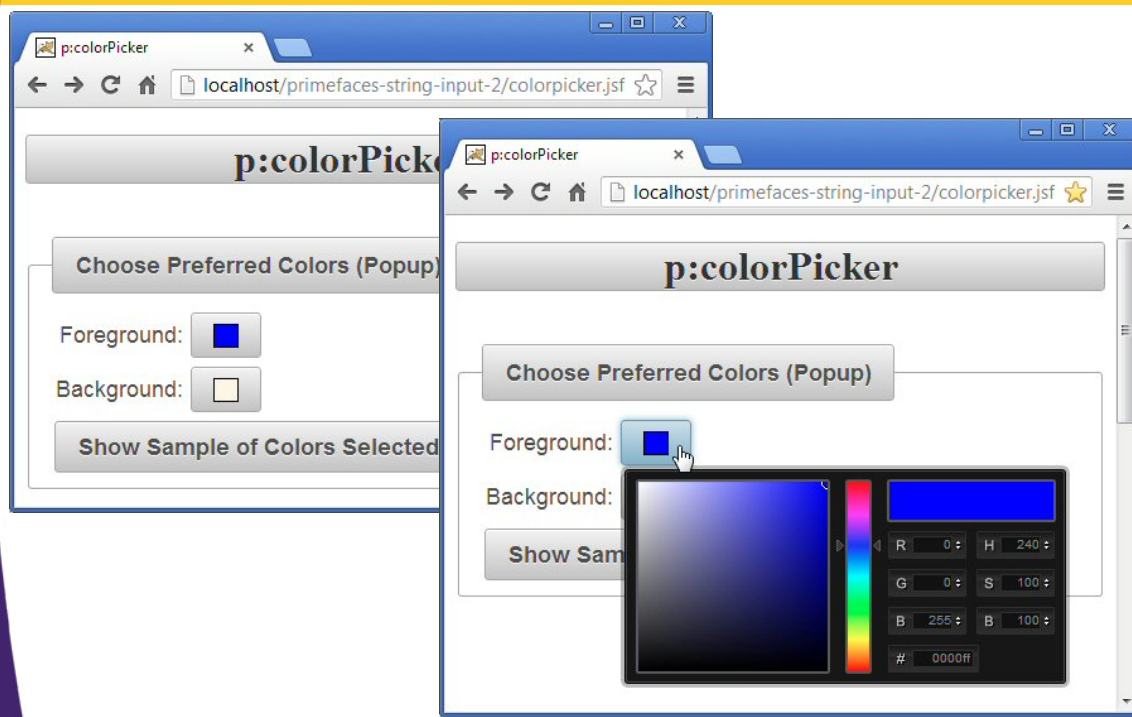 p:colorPicker
localhost/primefaces-string-input-2/colorpicker.jsf
p:colorPicke
Choose Preferred Colors (Popup)
Foreground:
Background:
Show Sample of Colors Selected
p:colorPicker
localhost/primefaces-string-input-2/colorpicker.jsf
p:colorPicker
Choose Preferred Colors (Popup)
Foreground:
Background:
Show Sam
R 0 H 240
G 0 S 100
B 255 B 100
# 0000ff